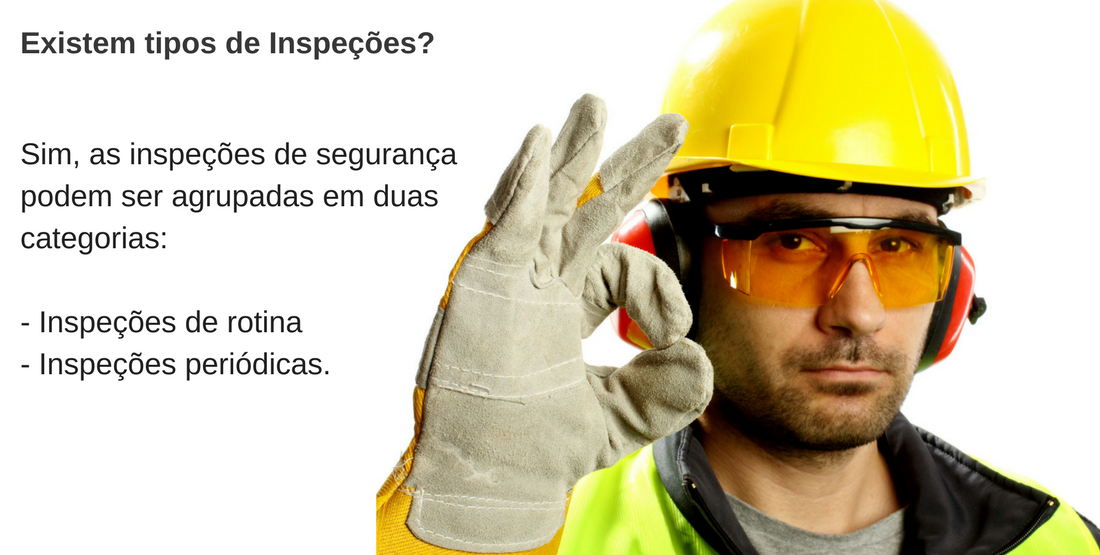 Existem tipos de Inspeções?
Sim, as inspeções de segurança
podem ser agrupadas em duas
categorias:
- Inspeções de rotina
- Inspeções periódicas.